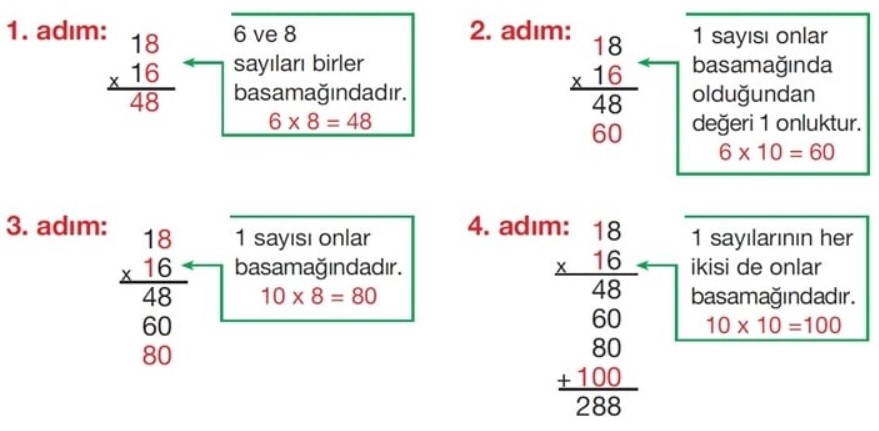 1. adım:
18
x 16
48
6 ve 8
sayıları birler
basamağındadır.
6 x 8 = 48
2. adım:
18
x 16
48
60
1 sayısı onlar
basamağında
olduğundan
değeri 1 onluktur.
6 x 10 = 60
3. adım:
18
x 16
48
60
80
1 sayısı onlar
basamağındadır.
10 x 8 = 80
4. adım:
18
x 16
48
60
80
+ 100
288
1 sayılarının her
ikisi de onlar
basamağındadır.
10 x 10 =100